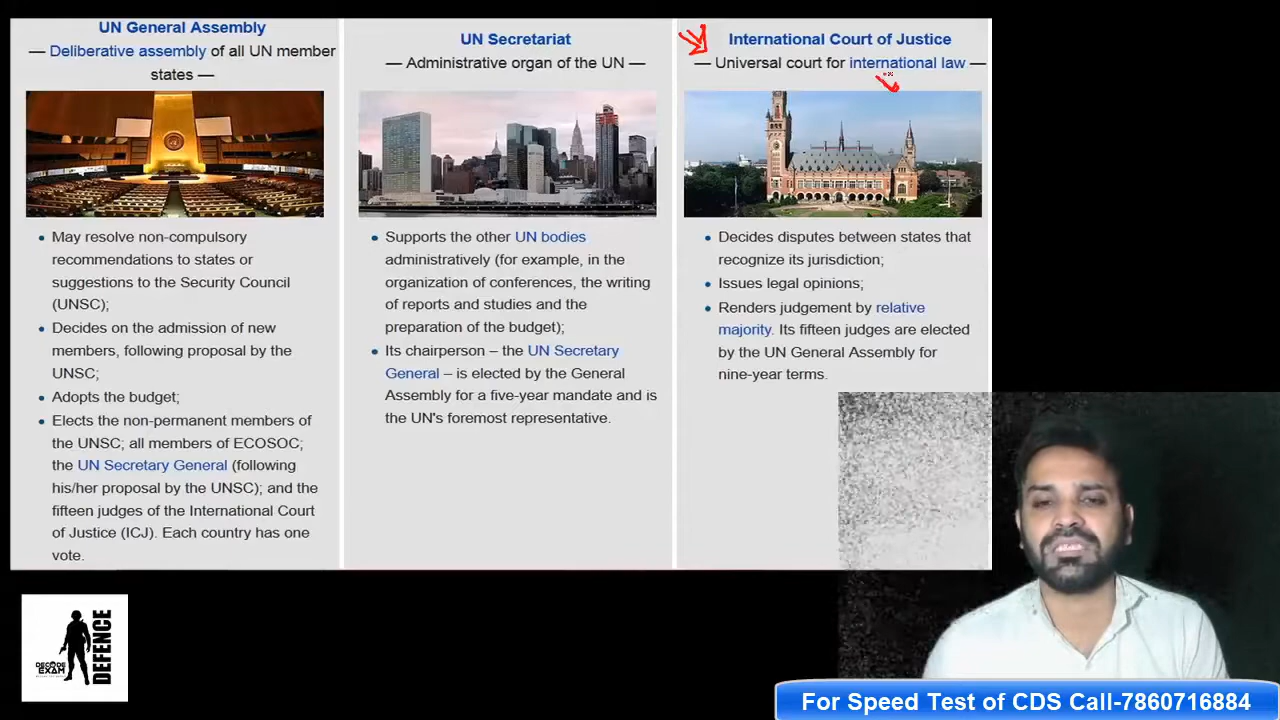 UN General Assembly
— Deliberative assembly of all UN member
states —
May resolve non-compulsory
recommendations to states or
suggestions to the Security Council
(UNSC);
Decides on the admission of new
members, following proposal by the
UNSC;
Adopts the budget;
Elects the non-permanent members of
the UNSC; all members of ECOSOC;
the UN Secretary General (following
his/her proposal by the UNSC); and the
fifteen judges of the International Court
of Justice (ICJ). Each country has one
vote.
UN Secretariat
— Administrative organ of the UN —
Supports the other UN bodies
administratively (for example, in the
organization of conferences, the writing
of reports and studies and the
preparation of the budget);
Its chairperson – the UN Secretary
General – is elected by the General
Assembly for a five-year mandate and is
the UN's foremost representative.
International Court of Justice
— Universal court for international law —
Decides disputes between states that
recognize its jurisdiction;
Issues legal opinions;
Renders judgement by relative
majority. Its fifteen judges are elected
by the UN General Assembly for
nine-year terms.
DECODE
EXAM
DEFENCE
For Speed Test of CDS Call-7860716884